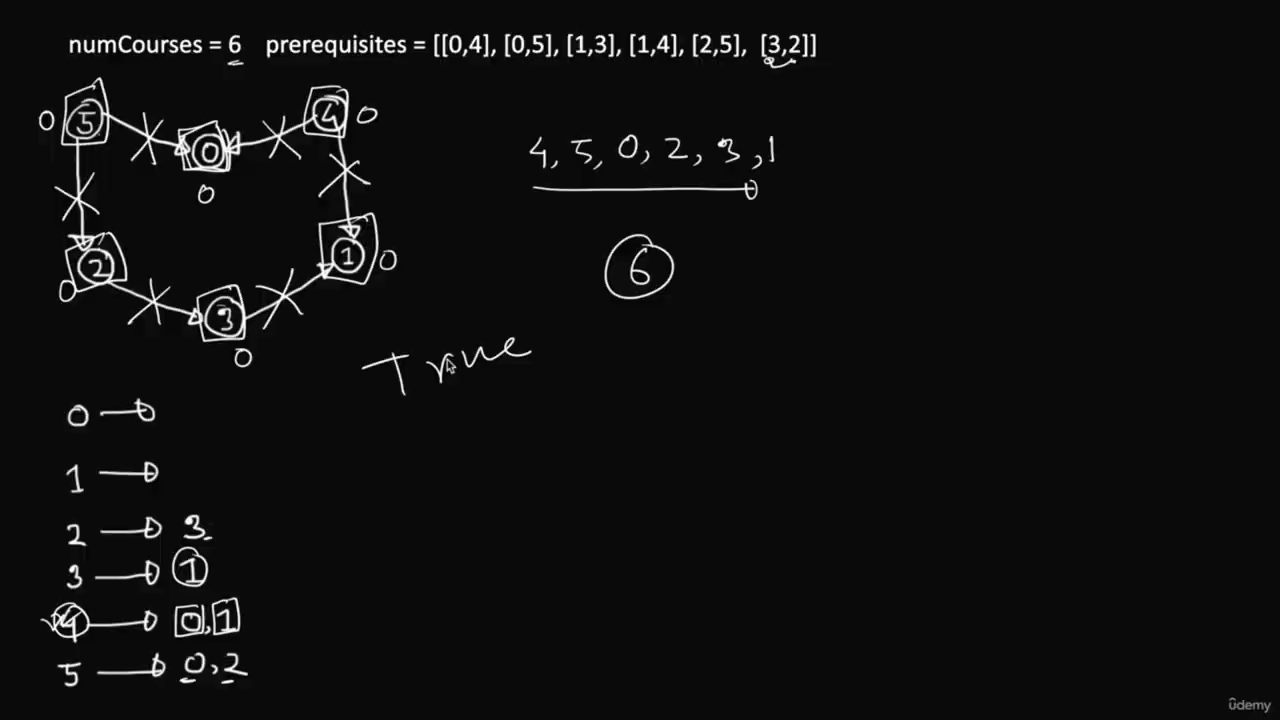 numCourses = 6 prerequisites = [[0,4], [0,5], [1,3], [1,4], [2,5], [3,2]]
0 5 4 0
0
0
4, 5, 0, 2, 3, 1
2 1 0
0
6
3
0
True
0
1
2 3
3 1
4 0, 1
5 0, 2
ûdemy